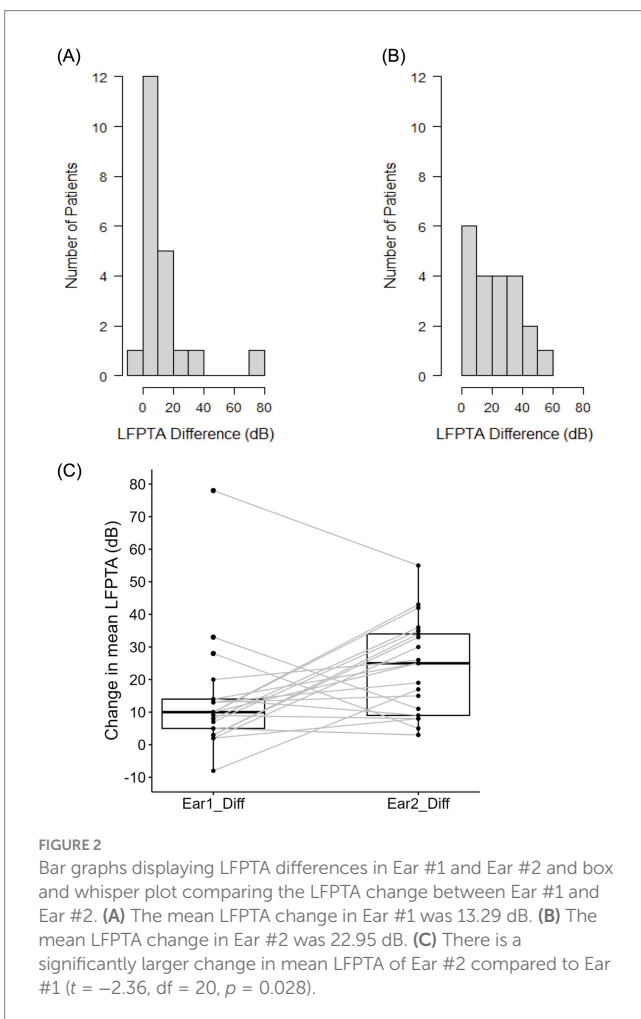 (A)
12
10
8
6
4
2
0
Number of Patients
0 20 40 60 80
LFPTA Difference (dB)
(B)
12
10
8
6
4
2
0
Number of Patients
0 20 40 60 80
LFPTA Difference (dB)
(C)
80
70
60
50
40
30
20
10
0
-10
Change in mean LFPTA (dB)
Ear1_Diff Ear2_Diff
FIGURE 2
Bar graphs displaying LFPTA differences in Ear #1 and Ear #2 and box
and whisper plot comparing the LFPTA change between Ear #1 and
Ear #2. (A) The mean LFPTA change in Ear #1 was 13.29 dB. (B) The
mean LFPTA change in Ear #2 was 22.95 dB. (C) There is a
significantly larger change in mean LFPTA of Ear #2 compared to Ear
#1 (t = −2.36, df = 20, p = 0.028).